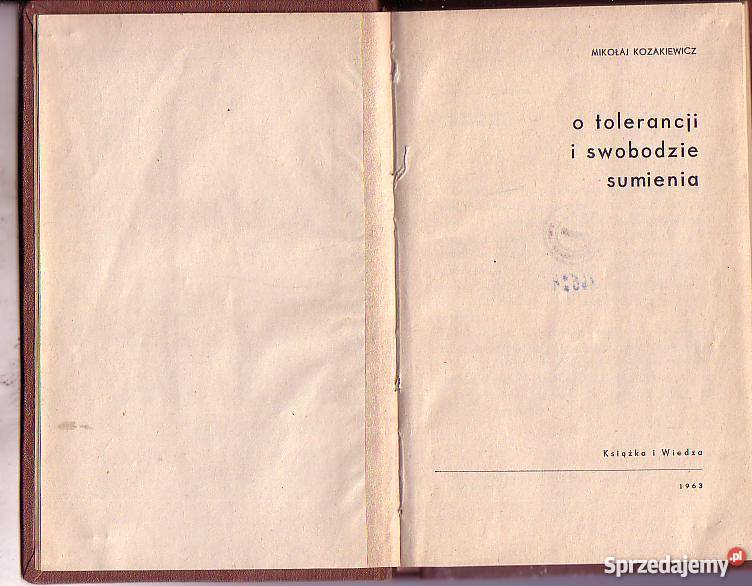 MIKOŁAJ KOZAKIEWICZ
o tolerancji
i swobodzie
sumienia
Książka i Wiedza
1963
Sprzedajemy
.pl